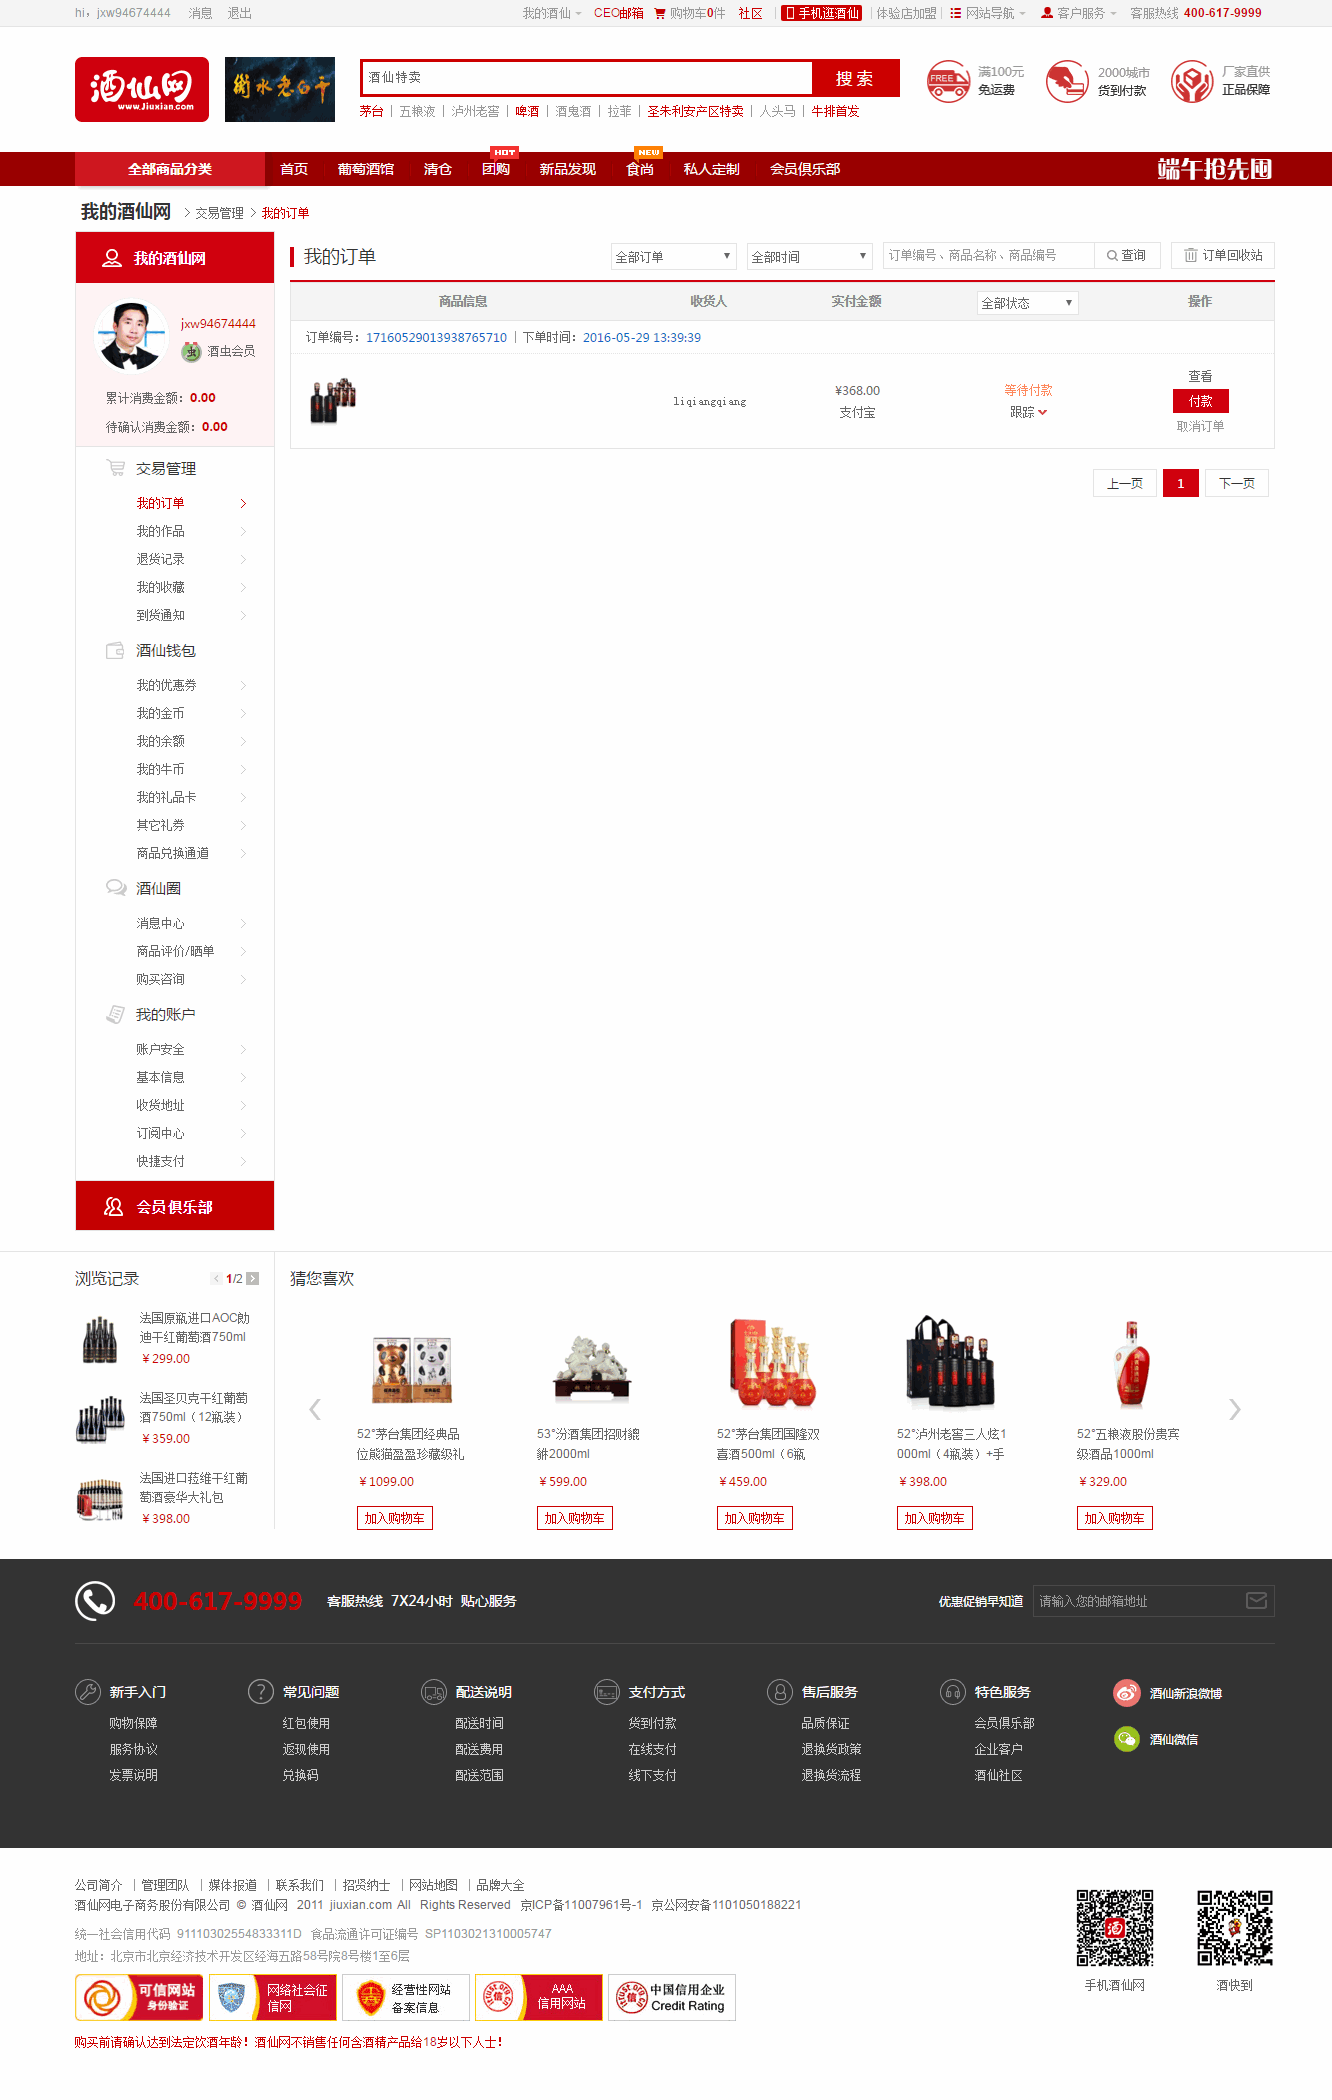 hi，jxw94674444 消息 退出
我的酒仙 CEO邮箱 购物车0件 社区 手机逛酒仙 体验店加盟 网站导航 客户服务 客服热线 400-617-9999
酒仙网
www.jiuxian.com
衡水老白干
酒仙特卖 搜索
茅台 | 五粮液 | 泸州老窖 | 啤酒 | 酒鬼酒 | 拉菲 | 圣朱利安产区特卖 | 人头马 | 牛排首发
FREE
满100元
免运费
2000城市
货到付款
厂家直供
正品保障
HOT NEW
全部商品分类 首页 葡萄酒馆 清仓 团购 新品发现 食尚 私人定制 会员俱乐部 端午抢先囤
我的酒仙网 > 交易管理 > 我的订单
我的酒仙网
jxw94674444
虫 酒虫会员
累计消费金额：0.00
待确认消费金额：0.00
交易管理
我的订单
我的作品
退货记录
我的收藏
到货通知
酒仙钱包
我的优惠券
我的金币
我的余额
我的牛币
我的礼品卡
其它礼券
商品兑换通道
酒仙圈
消息中心
商品评价/晒单
购买咨询
我的账户
账户安全
基本信息
收货地址
订阅中心
快捷支付
会员俱乐部
我的订单 全部订单 全部时间 订单编号、商品名称、商品编号 查询 订单回收站
商品信息 收货人 实付金额 全部状态 操作
订单编号：17160529013938765710 | 下单时间：2016-05-29 13:39:39
liqiangqiang
¥368.00
支付宝
等待付款
跟踪
查看
付款
取消订单
上一页 1 下一页
浏览记录 1/2
法国原瓶进口AOC勆
迪干红葡萄酒750ml
￥299.00
法国圣贝克干红葡萄
酒750ml（12瓶装）
￥359.00
法国进口菈维干红葡
萄酒豪华大礼包
￥398.00
猜您喜欢
52°茅台集团经典品
位熊猫盈盈珍藏级礼
￥1099.00
加入购物车
53°汾酒集团招财貔
貅2000ml
￥599.00
加入购物车
52°茅台集团国隆双
喜酒500ml（6瓶
￥459.00
加入购物车
52°泸州老窖三人炫1
000ml（4瓶装）+手
￥398.00
加入购物车
52°五粮液股份贵宾
级酒品1000ml
￥329.00
加入购物车
400-617-9999 客服热线 7X24小时 贴心服务
优惠促销早知道 请输入您的邮箱地址
新手入门
购物保障
服务协议
发票说明
常见问题
红包使用
返现使用
兑换码
配送说明
配送时间
配送费用
配送范围
支付方式
货到付款
在线支付
线下支付
售后服务
品质保证
退换货政策
退换货流程
特色服务
会员俱乐部
企业客户
酒仙社区
酒仙新浪微博
酒仙微信
公司简介 | 管理团队 | 媒体报道 | 联系我们 | 招贤纳士 | 网站地图 | 品牌大全
酒仙网电子商务股份有限公司 © 酒仙网 2011 jiuxian.com All Rights Reserved 京ICP备11007961号-1 京公网安备1101050188221
统一社会信用代码 91110302554833311D 食品流通许可证编号 SP1103021310005747
地址：北京市北京经济技术开发区经海五路58号院8号楼1至6层
可信网站
身份验证
网络社会征
信网
经营性网站
备案信息
AAA
信用网站
中国信用企业
Credit Rating
购买前请确认达到法定饮酒年龄！酒仙网不销售任何含酒精产品给18岁以下人士！
酒
手机酒仙网
酒快到